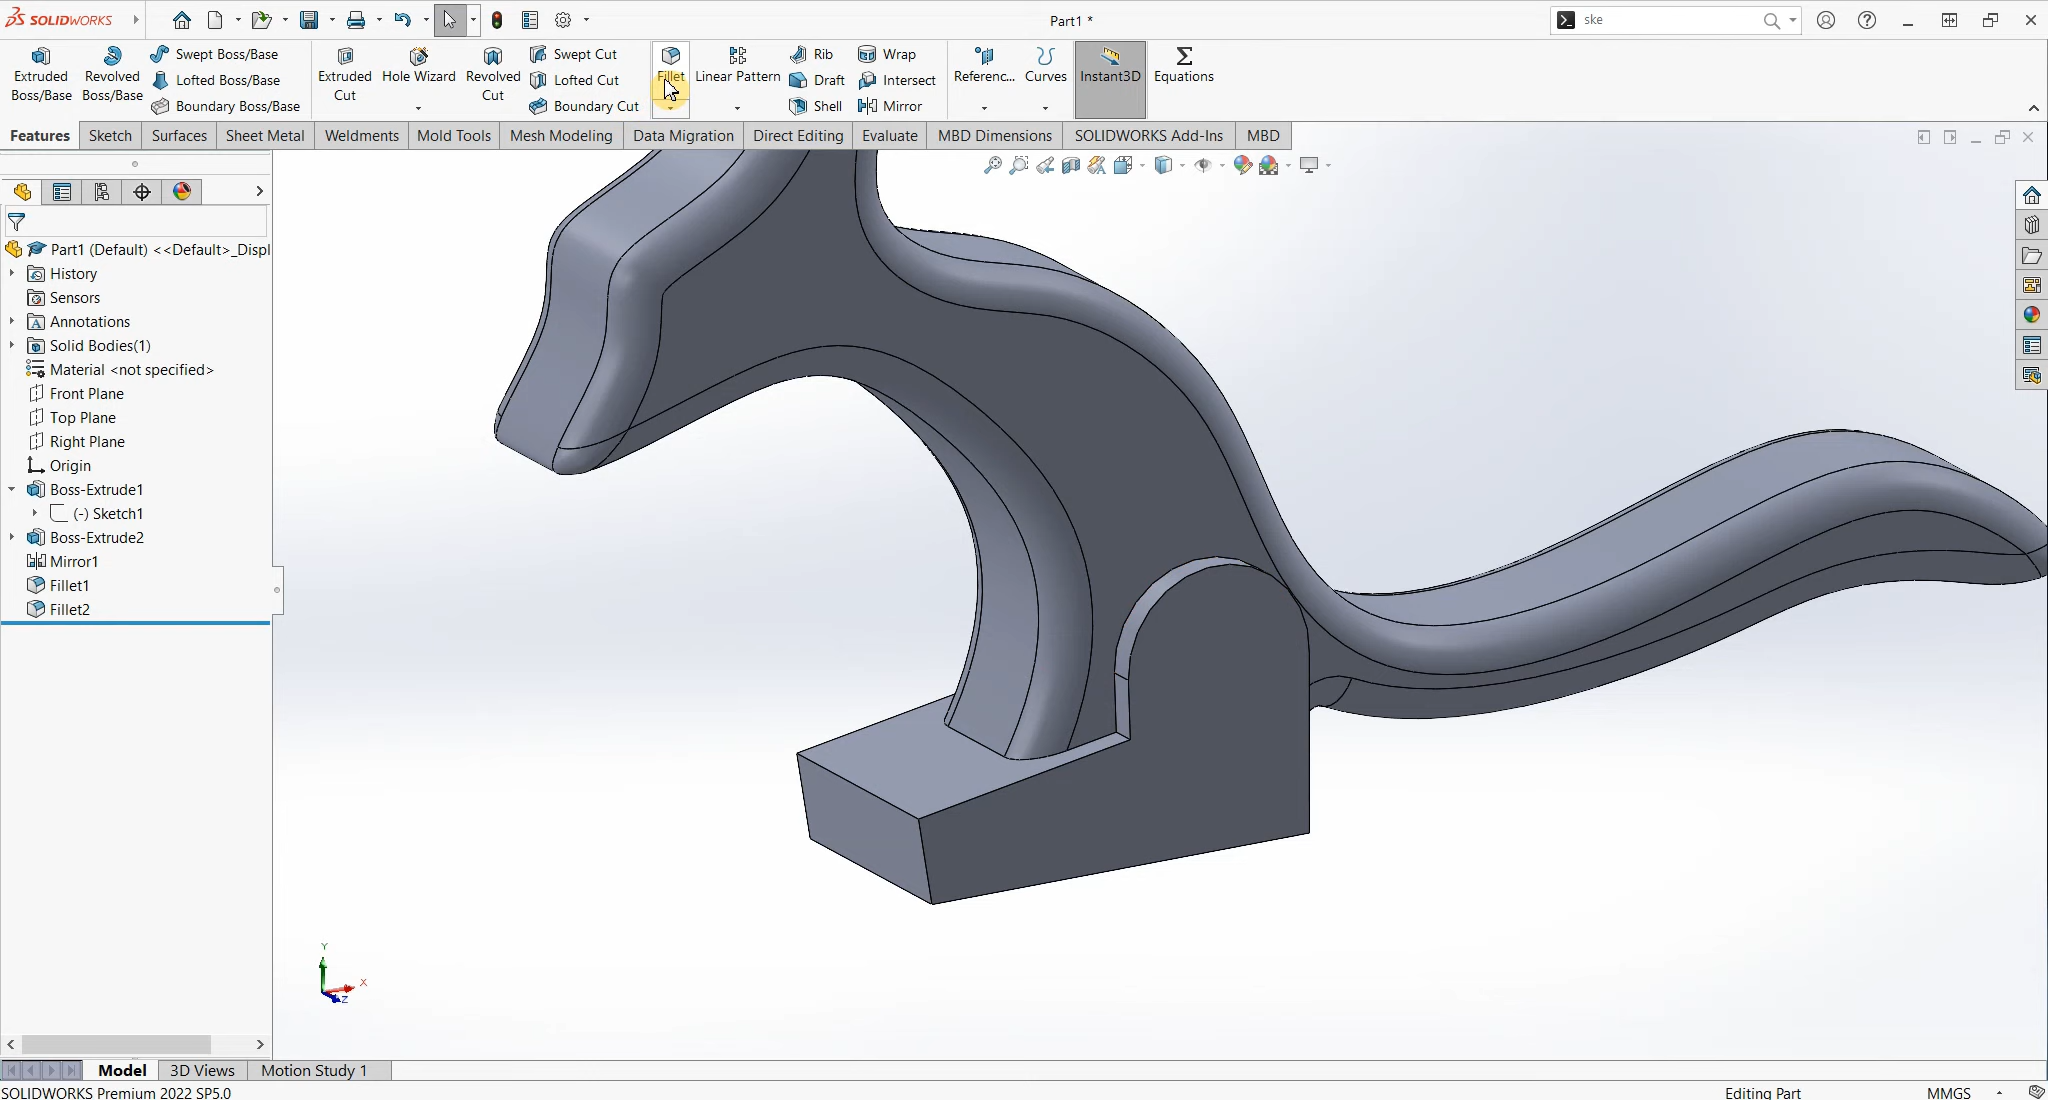 SOLIDWORKS
Part1 *
ske
Extruded Boss/Base
Revolved Boss/Base
Swept Boss/Base
Lofted Boss/Base
Boundary Boss/Base
Extruded Cut
Hole Wizard
Revolved Cut
Swept Cut
Lofted Cut
Boundary Cut
Fillet
Linear Pattern
Rib
Draft
Shell
Wrap
Intersect
Mirror
Referenc...
Curves
Instant3D
Equations
Features
Sketch
Surfaces
Sheet Metal
Weldments
Mold Tools
Mesh Modeling
Data Migration
Direct Editing
Evaluate
MBD Dimensions
SOLIDWORKS Add-Ins
MBD
Part1 (Default) <<Default>_Displ
History
Sensors
Annotations
Solid Bodies(1)
Material <not specified>
Front Plane
Top Plane
Right Plane
Origin
Boss-Extrude1
(-) Sketch1
Boss-Extrude2
Mirror1
Fillet1
Fillet2
Y
X
Z
Model
3D Views
Motion Study 1
SOLIDWORKS Premium 2022 SP5.0
Editing Part
MMGS